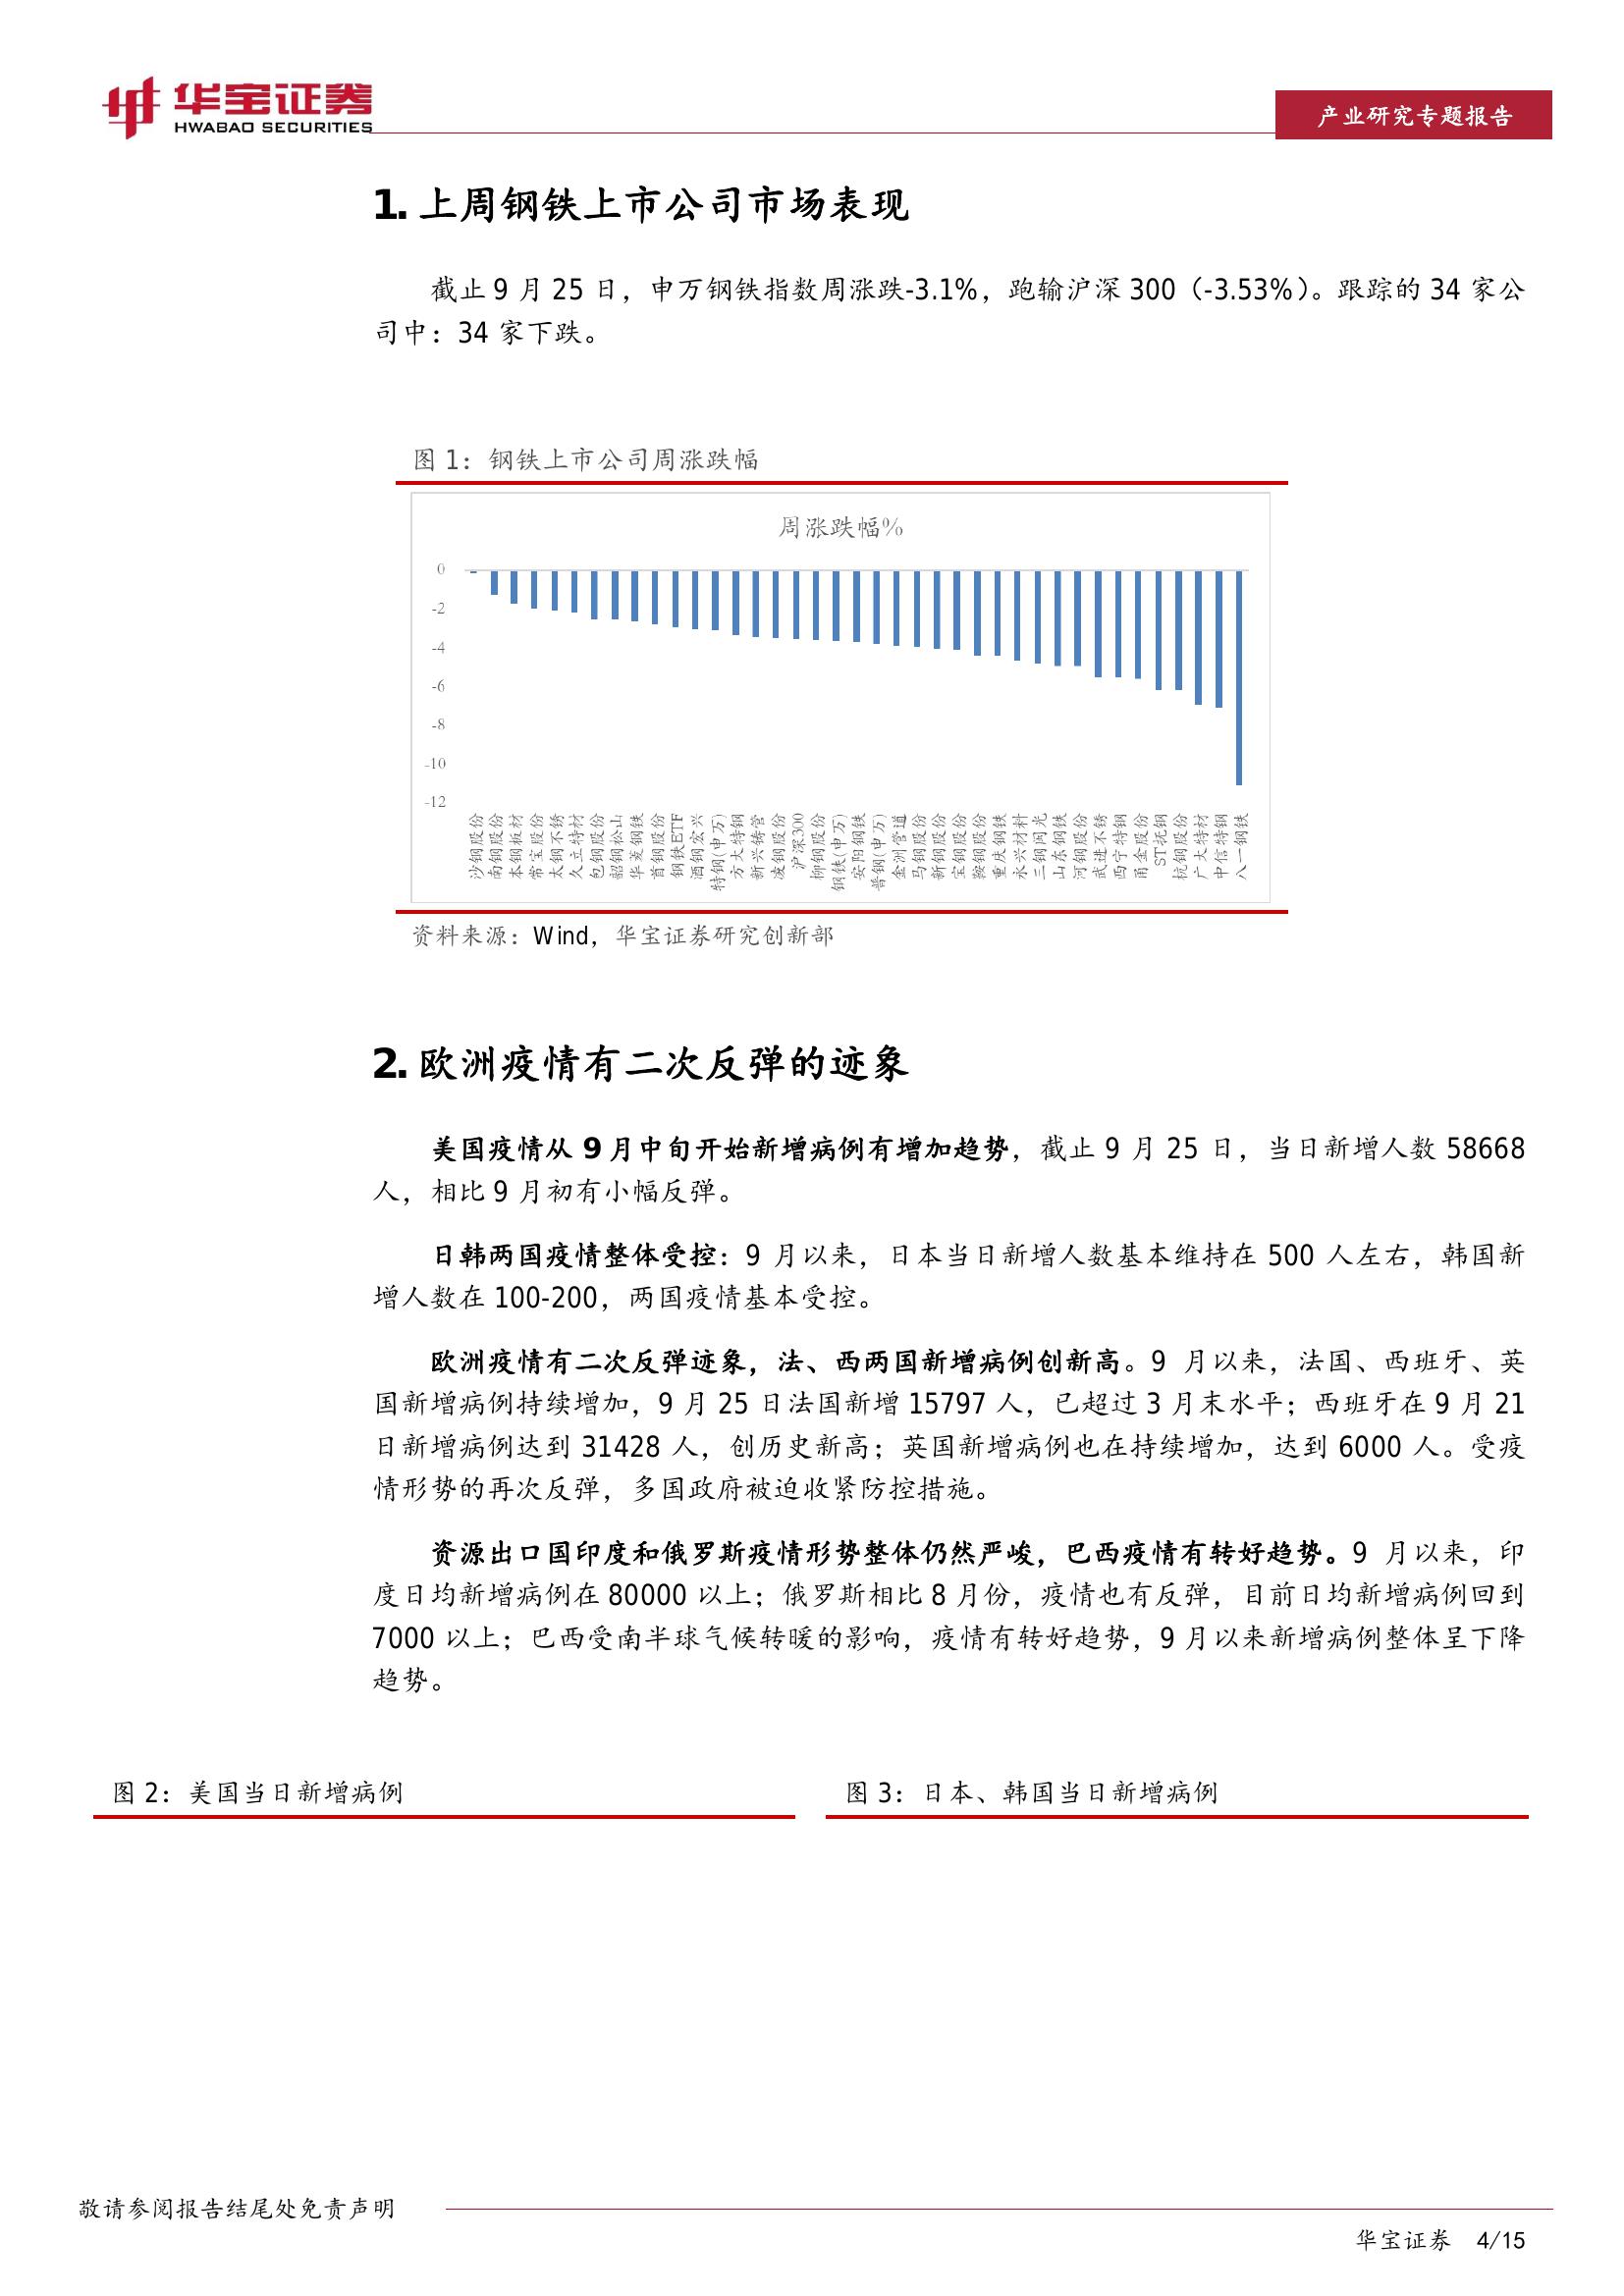 华宝证券
HWABAO SECURITIES
产业研究专题报告
1. 上周钢铁上市公司市场表现
截止 9 月 25 日，申万钢铁指数周涨跌-3.1%，跑输沪深 300（-3.53%）。跟踪的 34 家公
司中：34 家下跌。
图 1：钢铁上市公司周涨跌幅
周涨跌幅%
0
-2
-4
-6
-8
-10
-12
沙钢股份
南钢股份
本钢板材
常宝股份
太钢不锈
久立特材
包钢股份
韶钢松山
华菱钢铁
首钢股份
钢铁ETF
酒钢宏兴
特钢(申万)
方大特钢
新兴铸管
凌钢股份
沪深300
柳钢股份
钢铁(申万)
安阳钢铁
普钢(申万)
金洲管道
马钢股份
新钢股份
宝钢股份
鞍钢股份
重庆钢铁
永兴材料
三钢闽光
山东钢铁
河钢股份
武进不锈
西宁特钢
甬金股份
ST抚钢
杭钢股份
广大特材
中信特钢
八一钢铁
资料来源：Wind，华宝证券研究创新部
2. 欧洲疫情有二次反弹的迹象
美国疫情从 9 月中旬开始新增病例有增加趋势，截止 9 月 25 日，当日新增人数 58668
人，相比 9 月初有小幅反弹。
日韩两国疫情整体受控：9 月以来，日本当日新增人数基本维持在 500 人左右，韩国新
增人数在 100-200，两国疫情基本受控。
欧洲疫情有二次反弹迹象，法、西两国新增病例创新高。9 月以来，法国、西班牙、英
国新增病例持续增加，9 月 25 日法国新增 15797 人，已超过 3 月末水平；西班牙在 9 月 21
日新增病例达到 31428 人，创历史新高；英国新增病例也在持续增加，达到 6000 人。受疫
情形势的再次反弹，多国政府被迫收紧防控措施。
资源出口国印度和俄罗斯疫情形势整体仍然严峻，巴西疫情有转好趋势。9 月以来，印
度日均新增病例在 80000 以上；俄罗斯相比 8 月份，疫情也有反弹，目前日均新增病例回到
7000 以上；巴西受南半球气候转暖的影响，疫情有转好趋势，9 月以来新增病例整体呈下降
趋势。
图 2：美国当日新增病例
图 3：日本、韩国当日新增病例
敬请参阅报告结尾处免责声明
华宝证券 4/15